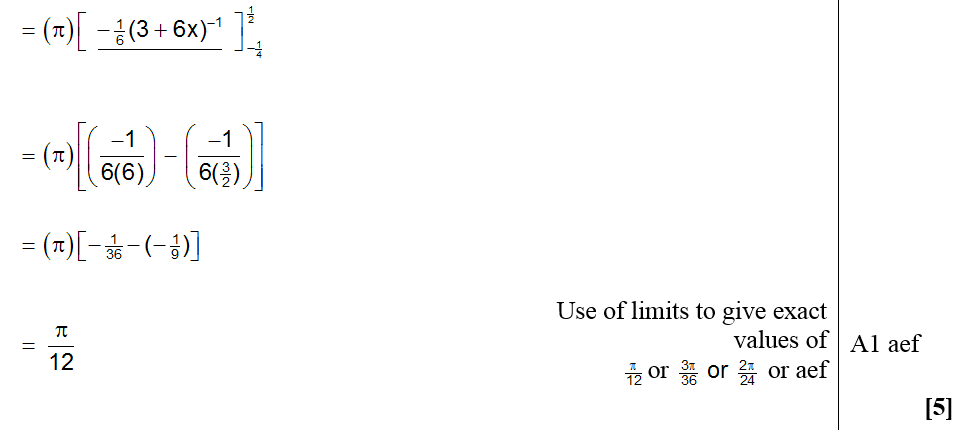 = (π)[ −1/6(3 + 6x)⁻¹ ]^{1/2}_{−1/4}
= (π)[(−1/6(6)) − (−1/6(3/2))]
= (π)[−1/36 − (−1/9)]
= π/12
Use of limits to give exact
values of
π/12 or 3π/36 or 2π/24 or aef
A1 aef
[5]